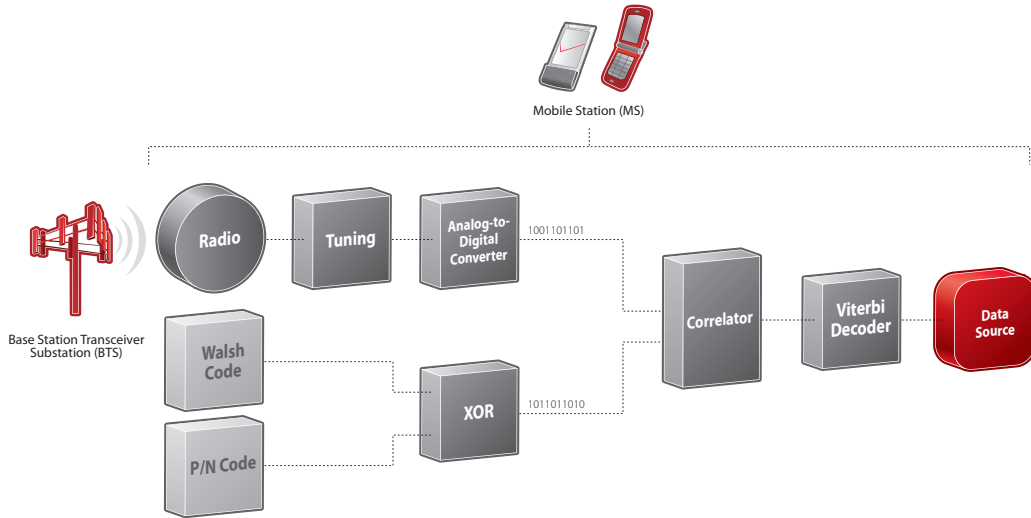 Mobile Station (MS)
Base Station Transceiver
Substation (BTS)
Radio
Tuning
Analog-to-
Digital
Converter
1001101101
Walsh
Code
P/N Code
XOR
1011011010
Correlator
Viterbi
Decoder
Data
Source